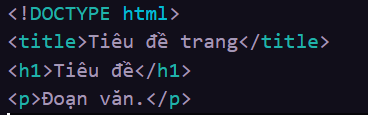 <!DOCTYPE html>
<title>Tiêu đề trang</title>
<h1>Tiêu đề</h1>
<p>Đoạn văn.</p>